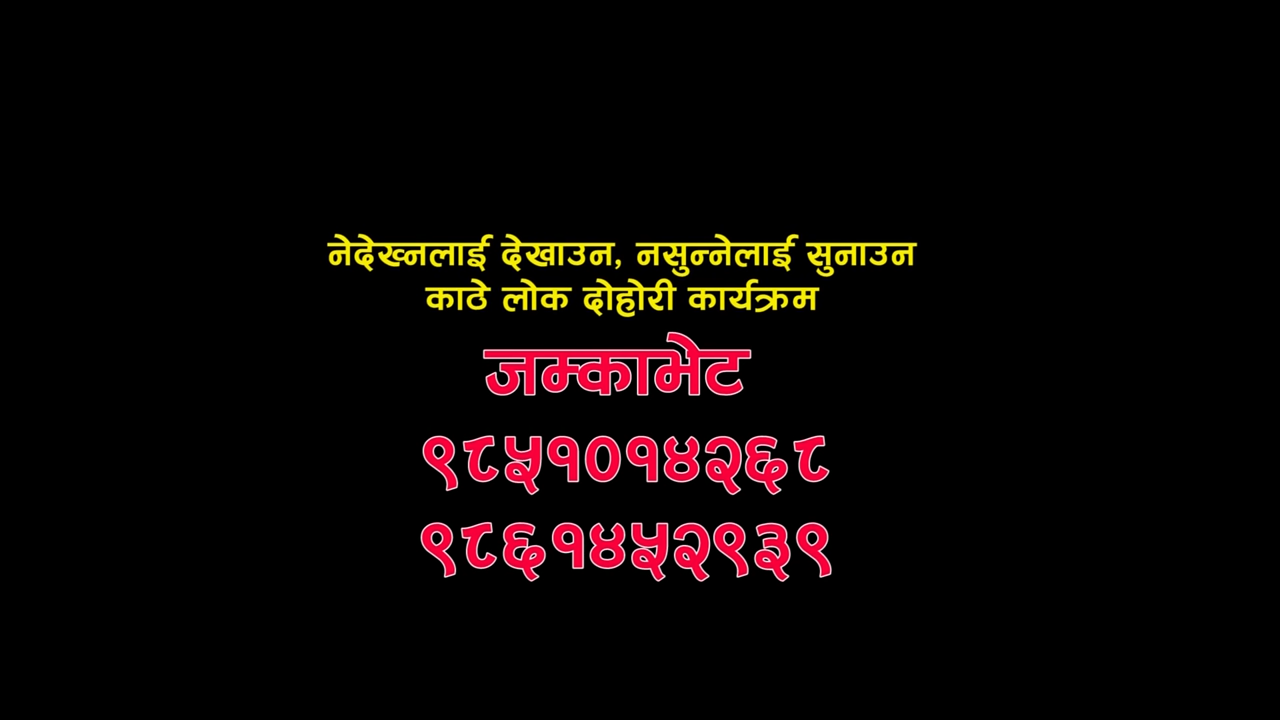 नेदेख्नलाई देखाउन, नसुन्नेलाई सुनाउन
काठे लोक दोहोरी कार्यक्रम
जम्काभेट
९८५१०१४२६८
९८६१४५२९३९